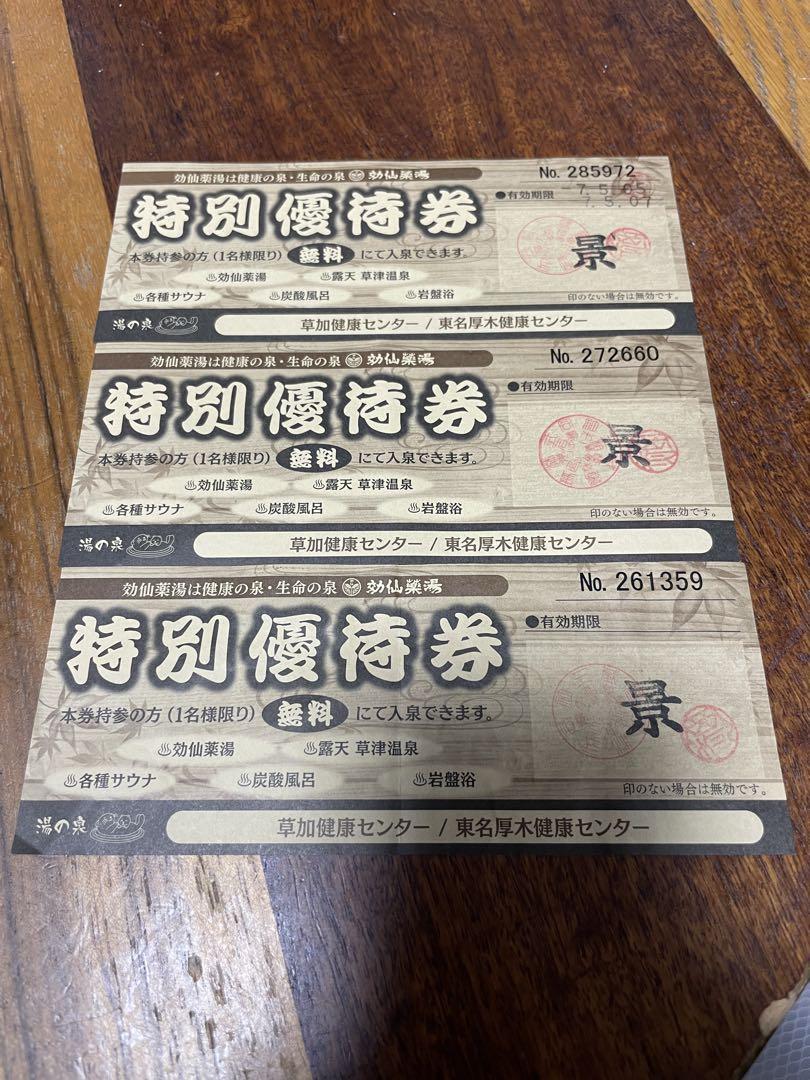 効仙薬湯は健康の泉・生命の泉 効仙薬湯
No. 285972
特別優待券
●有効期限
7.5.05
7.5.07
本券持参の方(1名様限り) 無料 にて入泉できます。
景
♨効仙薬湯 ♨露天 草津温泉
♨各種サウナ ♨炭酸風呂 ♨岩盤浴
印のない場合は無効です。
湯の泉 草加健康センター / 東名厚木健康センター
効仙薬湯は健康の泉・生命の泉 効仙薬湯
No. 272660
特別優待券
●有効期限
本券持参の方(1名様限り) 無料 にて入泉できます。
景
♨効仙薬湯 ♨露天 草津温泉
♨各種サウナ ♨炭酸風呂 ♨岩盤浴
印のない場合は無効です。
湯の泉 草加健康センター / 東名厚木健康センター
効仙薬湯は健康の泉・生命の泉 効仙薬湯
No. 261359
特別優待券
●有効期限
本券持参の方(1名様限り) 無料 にて入泉できます。
景
♨効仙薬湯 ♨露天 草津温泉
♨各種サウナ ♨炭酸風呂 ♨岩盤浴
印のない場合は無効です。
湯の泉 草加健康センター / 東名厚木健康センター